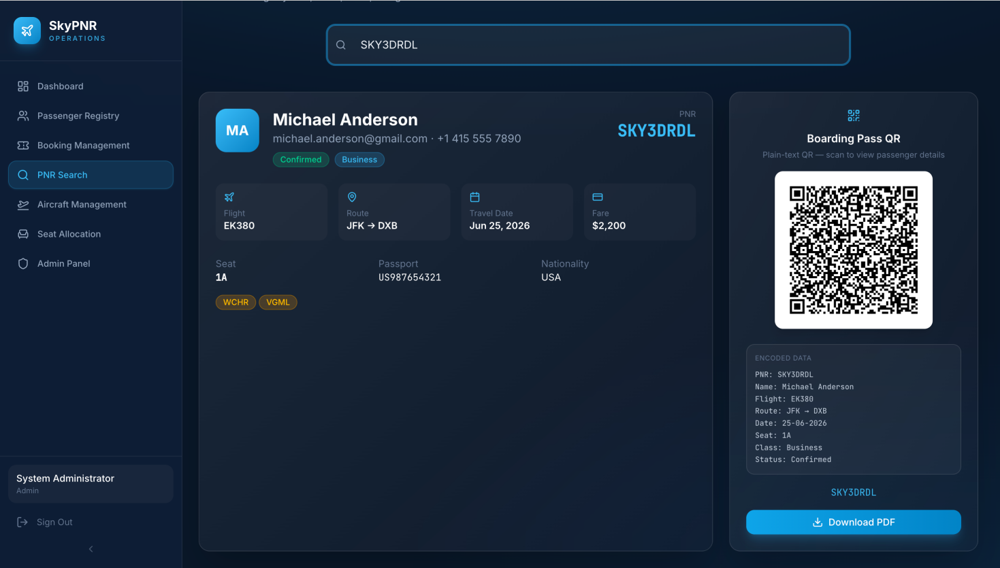 SkyPNR
OPERATIONS
Dashboard
Passenger Registry
Booking Management
PNR Search
Aircraft Management
Seat Allocation
Admin Panel
System Administrator
Admin
Sign Out
SKY3DRDL
MA
Michael Anderson
michael.anderson@gmail.com · +1 415 555 7890
Confirmed
Business
PNR
SKY3DRDL
Flight
EK380
Route
JFK → DXB
Travel Date
Jun 25, 2026
Fare
$2,200
Seat
1A
Passport
US987654321
Nationality
USA
WCHR
VGML
Boarding Pass QR
Plain-text QR — scan to view passenger details
ENCODED DATA
PNR: SKY3DRDL
Name: Michael Anderson
Flight: EK380
Route: JFK → DXB
Date: 25-06-2026
Seat: 1A
Class: Business
Status: Confirmed
SKY3DRDL
Download PDF